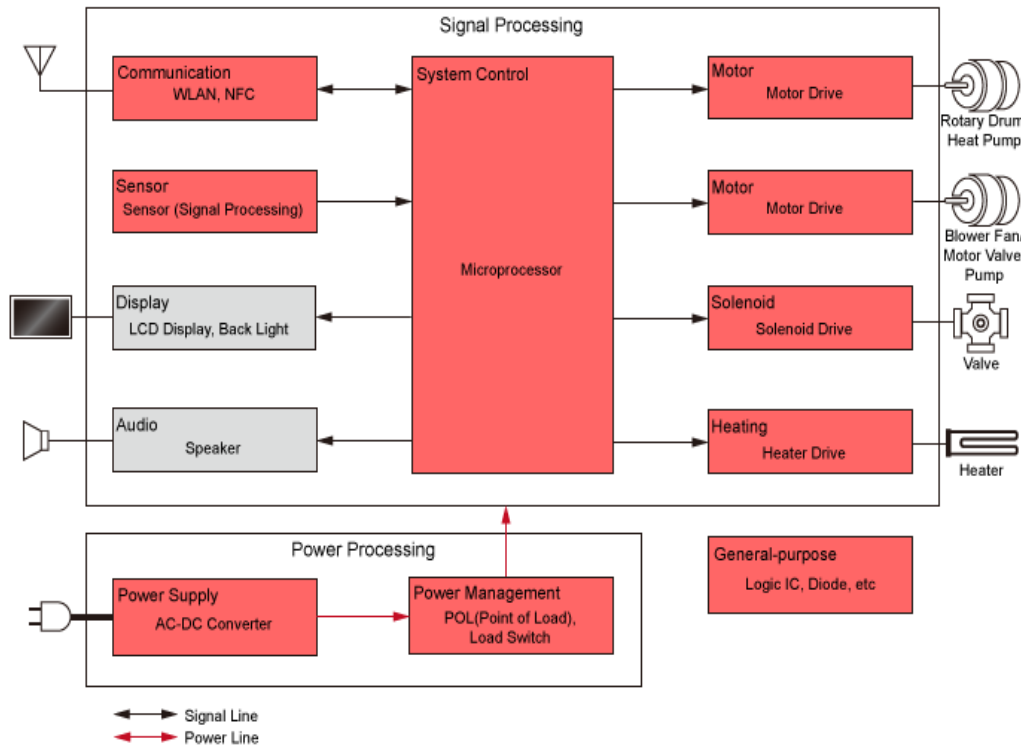 Signal Processing
Communication
WLAN, NFC
System Control
Motor
Motor Drive
Rotary Drum
Heat Pump
Sensor
Sensor (Signal Processing)
Motor
Motor Drive
Blower Fan
Motor Valve
Pump
Microprocessor
Display
LCD Display, Back Light
Solenoid
Solenoid Drive
Valve
Audio
Speaker
Heating
Heater Drive
Heater
Power Processing
Power Supply
AC-DC Converter
Power Management
POL(Point of Load),
Load Switch
General-purpose
Logic IC, Diode, etc
Signal Line
Power Line